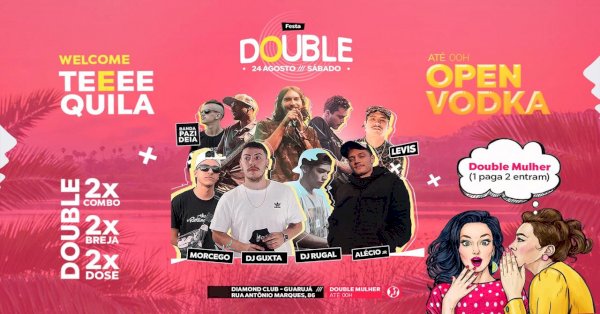 Festa
DOUBLE
24 AGOSTO /// SÁBADO
WELCOME
TEEEE
QUILA
ATÉ 00H
OPEN
VODKA
BANDA
PAZI
DEIA
LEVIS
Double Mulher
(1 paga 2 entram)
DOUBLE
2x
COMBO
2x
BREJA
2x
DOSE
MORCEGO
DJ GUXTA
DJ RUGAL
ALÉCIO JR
DIAMOND CLUB - GUARUJÁ ///
RUA ANTÔNIO MARQUES, 86
DOUBLE MULHER
ATÉ 00H